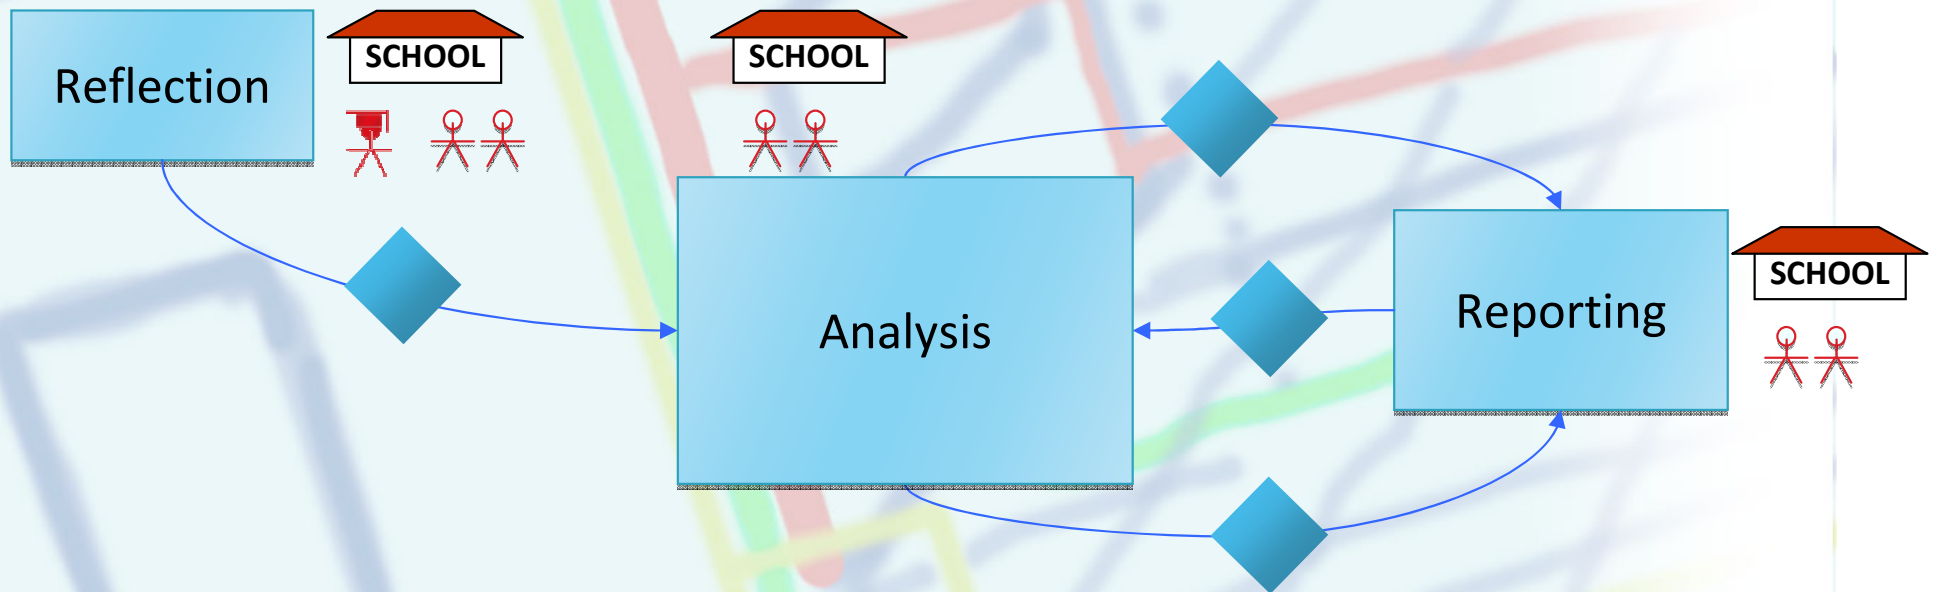 Reflection
SCHOOL
SCHOOL
Analysis
Reporting
SCHOOL